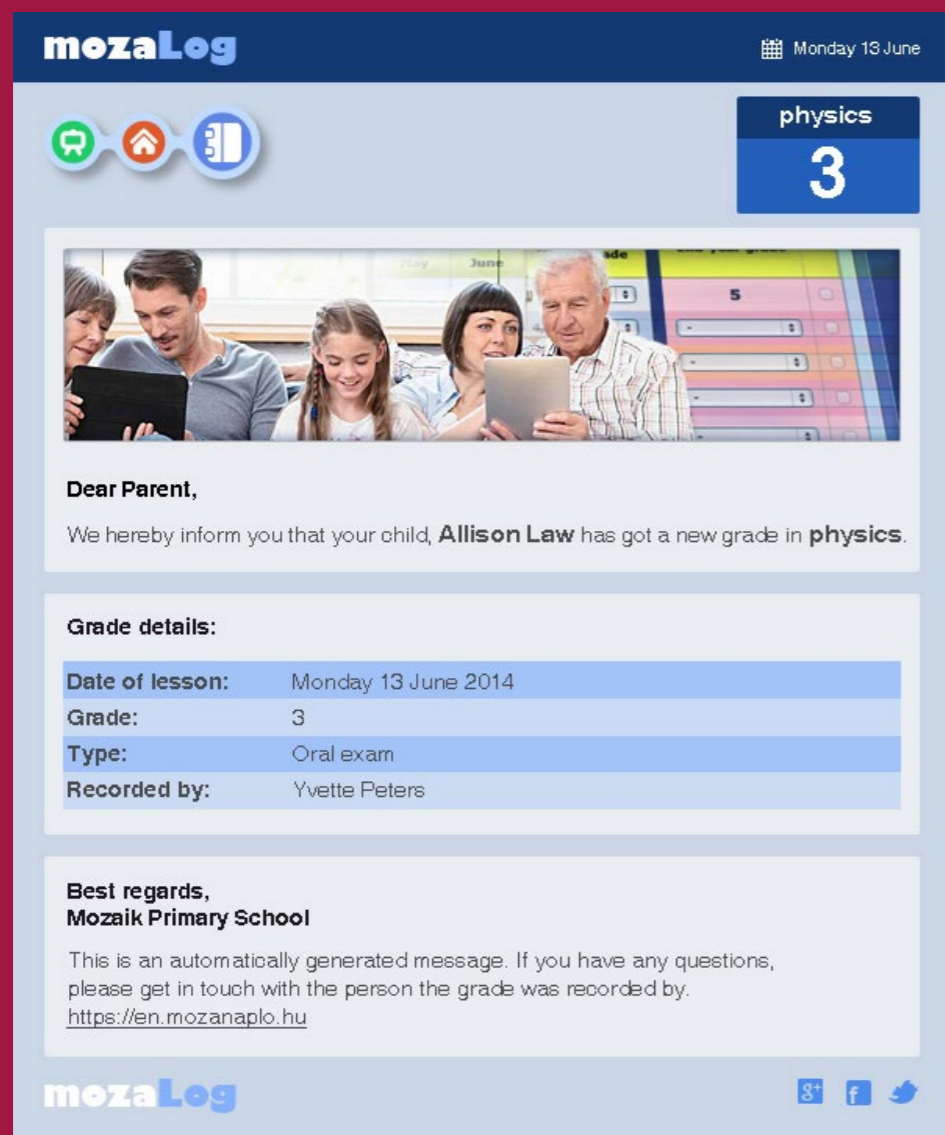 mozaLog
Monday 13 June
physics
3
June
5
Dear Parent,
We hereby inform you that your child, Allison Law has got a new grade in physics.
Grade details:
Date of lesson: Monday 13 June 2014
Grade: 3
Type: Oral exam
Recorded by: Yvette Peters
Best regards,
Mozaik Primary School
This is an automatically generated message. If you have any questions,
please get in touch with the person the grade was recorded by.
https://en.mozanaplo.hu
mozaLog